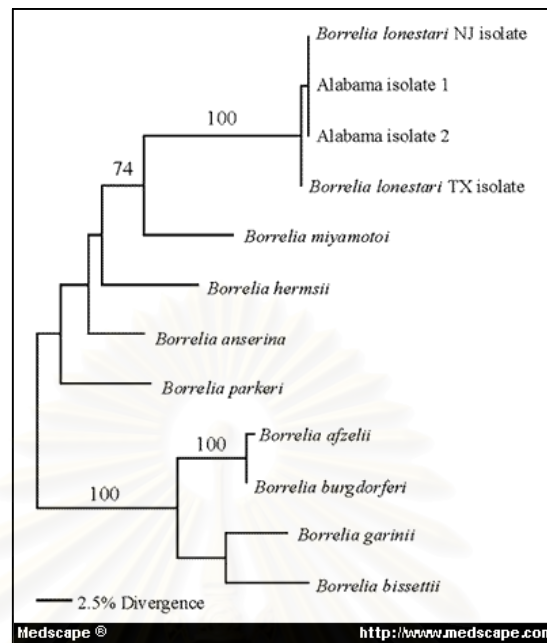 Borrelia lonestari NJ isolate
Alabama isolate 1
100
Alabama isolate 2
74
Borrelia lonestari TX isolate
Borrelia miyamotoi
Borrelia hermsii
Borrelia anserina
Borrelia parkeri
100
Borrelia afzelii
100
Borrelia burgdorferi
Borrelia garinii
Borrelia bissettii
2.5% Divergence
Medscape ® http://www.medscape.com